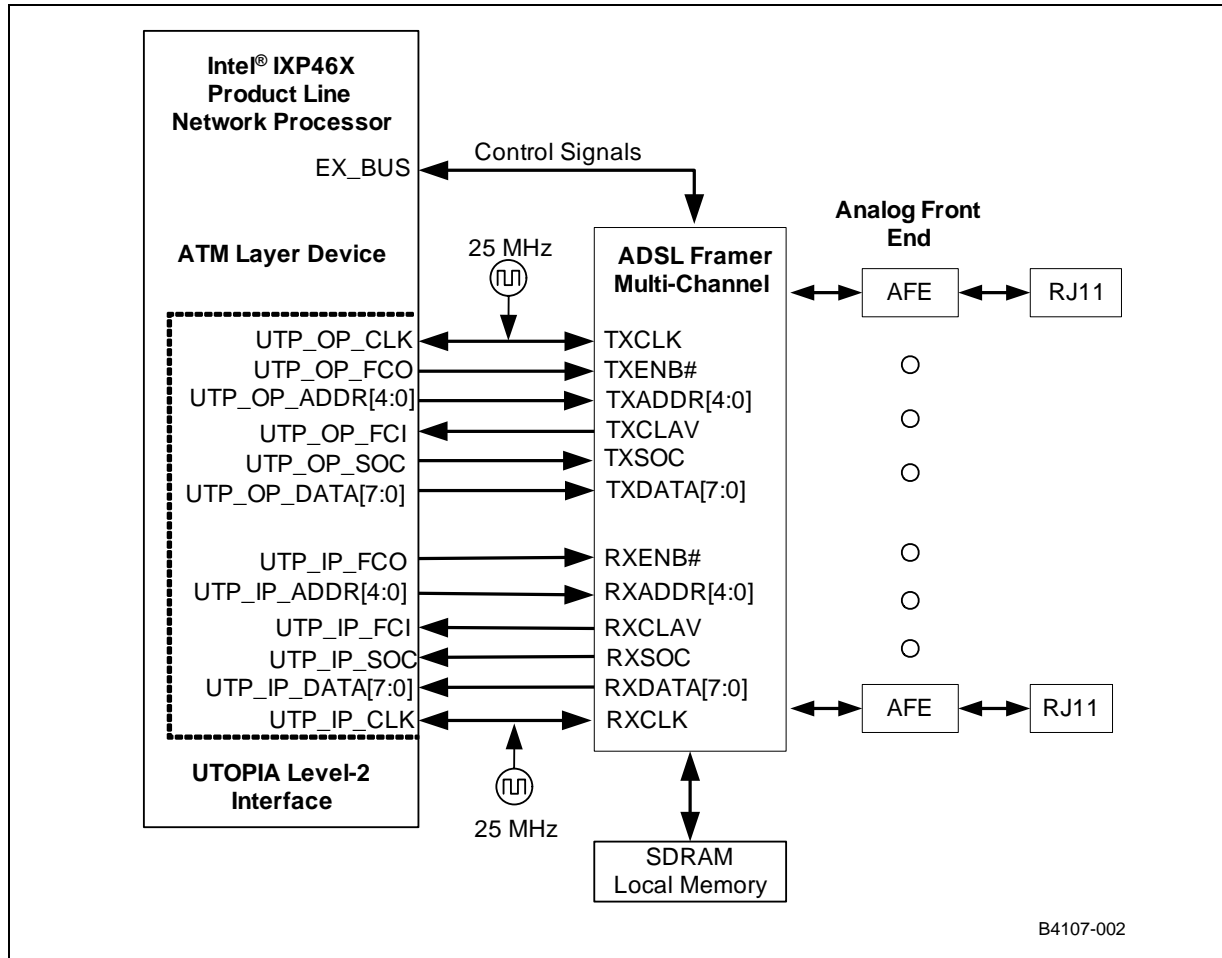 Intel® IXP46X
Product Line
Network Processor
EX_BUS
Control Signals
ATM Layer Device
25 MHz
ADSL Framer
Multi-Channel
Analog Front
End
AFE
RJ11
UTP_OP_CLK
TXCLK
UTP_OP_FCO
TXENB#
UTP_OP_ADDR[4:0]
TXADDR[4:0]
UTP_OP_FCI
TXCLAV
UTP_OP_SOC
TXSOC
UTP_OP_DATA[7:0]
TXDATA[7:0]
UTP_IP_FCO
RXENB#
UTP_IP_ADDR[4:0]
RXADDR[4:0]
UTP_IP_FCI
RXCLAV
UTP_IP_SOC
RXSOC
UTP_IP_DATA[7:0]
RXDATA[7:0]
UTP_IP_CLK
RXCLK
AFE
RJ11
UTOPIA Level-2
Interface
25 MHz
SDRAM
Local Memory
B4107-002